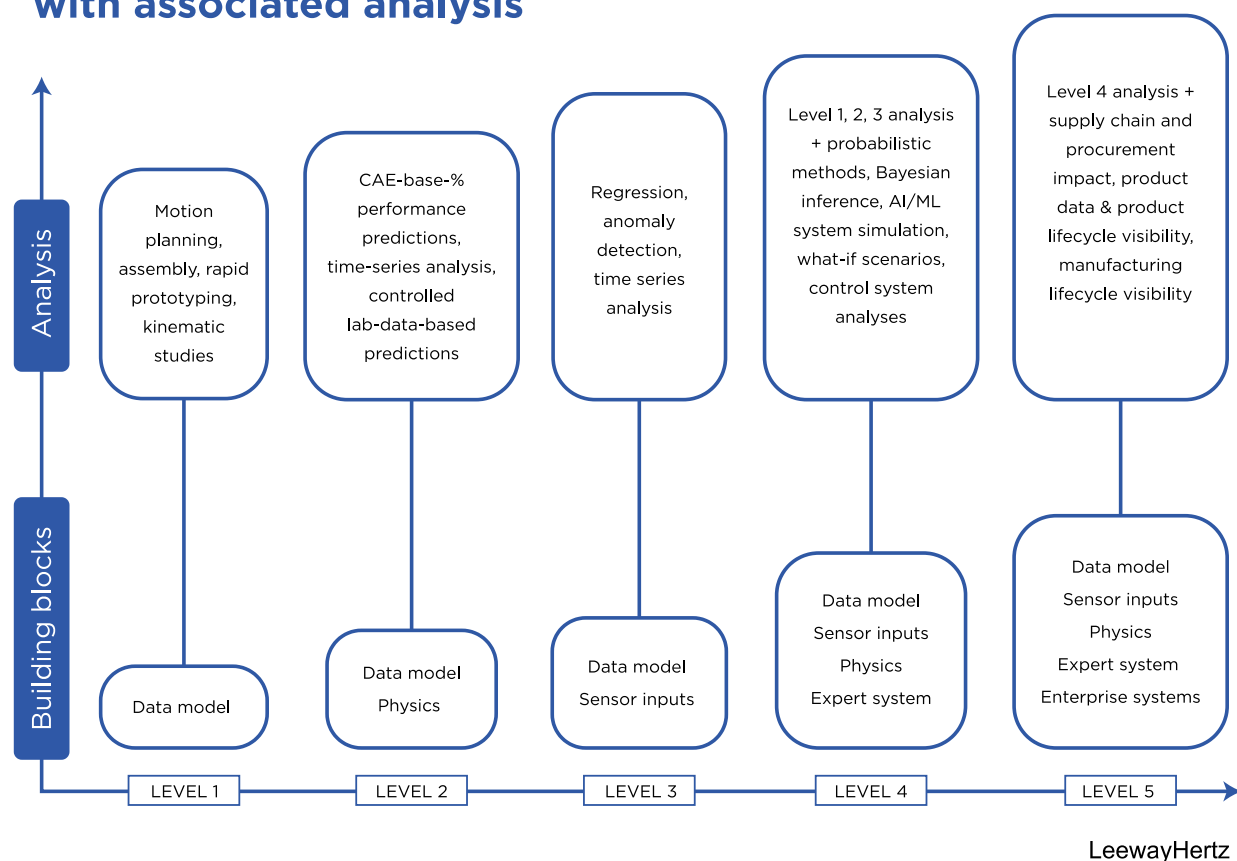 with associated analysis
Analysis
Motion
planning,
assembly, rapid
prototyping,
kinematic
studies
CAE-base-%
performance
predictions,
time-series analysis,
controlled
lab-data-based
predictions
Regression,
anomaly
detection,
time series
analysis
Level 1, 2, 3 analysis
+ probabilistic
methods, Bayesian
inference, AI/ML
system simulation,
what-if scenarios,
control system
analyses
Level 4 analysis +
supply chain and
procurement
impact, product
data & product
lifecycle visibility,
manufacturing
lifecycle visibility
Building blocks
Data model
Data model
Physics
Data model
Sensor inputs
Data model
Sensor inputs
Physics
Expert system
Data model
Sensor inputs
Physics
Expert system
Enterprise systems
LEVEL 1
LEVEL 2
LEVEL 3
LEVEL 4
LEVEL 5
LeewayHertz